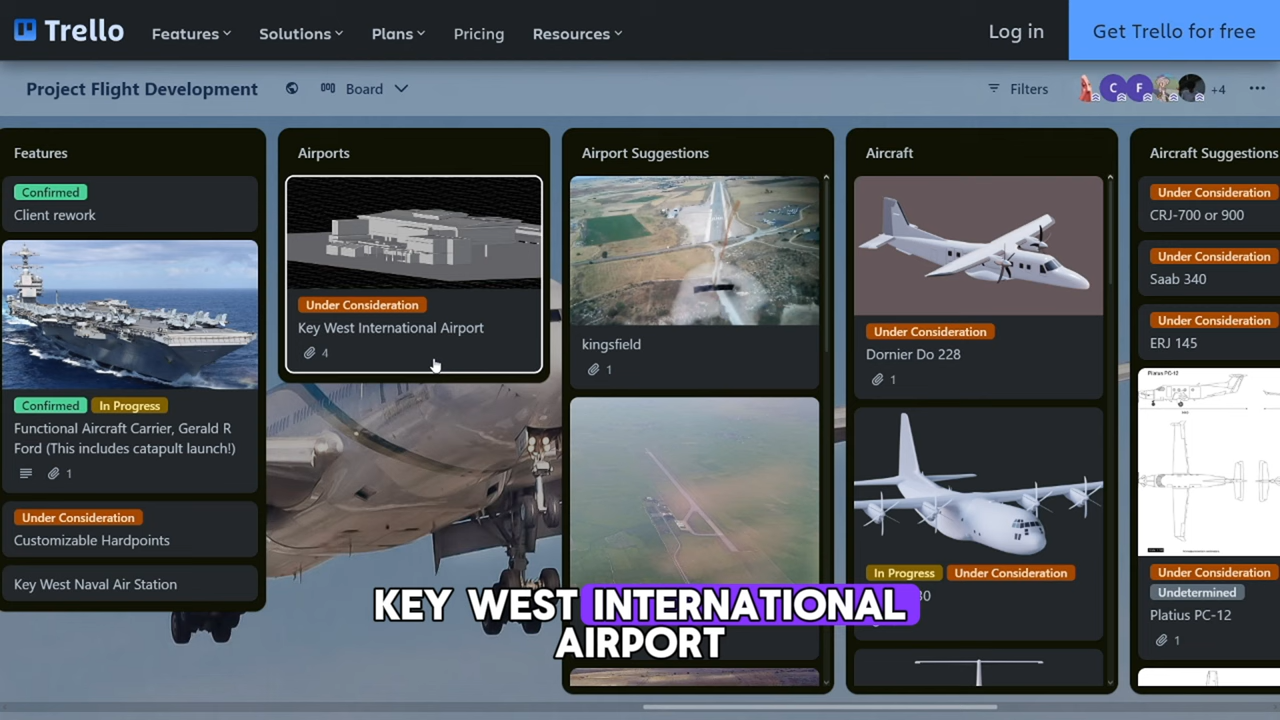 Trello
Features
Solutions
Plans
Pricing
Resources
Log in
Get Trello for free
Project Flight Development
Board
Filters
C
F
+4
Features
Confirmed
Client rework
Confirmed
In Progress
Functional Aircraft Carrier, Gerald R
Ford (This includes catapult launch!)
1
Under Consideration
Customizable Hardpoints
Key West Naval Air Station
Airports
Under Consideration
Key West International Airport
4
Airport Suggestions
kingsfield
1
Aircraft
Under Consideration
Dornier Do 228
1
In Progress
Under Consideration
Aircraft Suggestions
Under Consideration
CRJ-700 or 900
Under Consideration
Saab 340
Under Consideration
ERJ 145
Platius PC-12
Under Consideration
Undetermined
Platius PC-12
1
KEY WEST INTERNATIONAL
AIRPORT